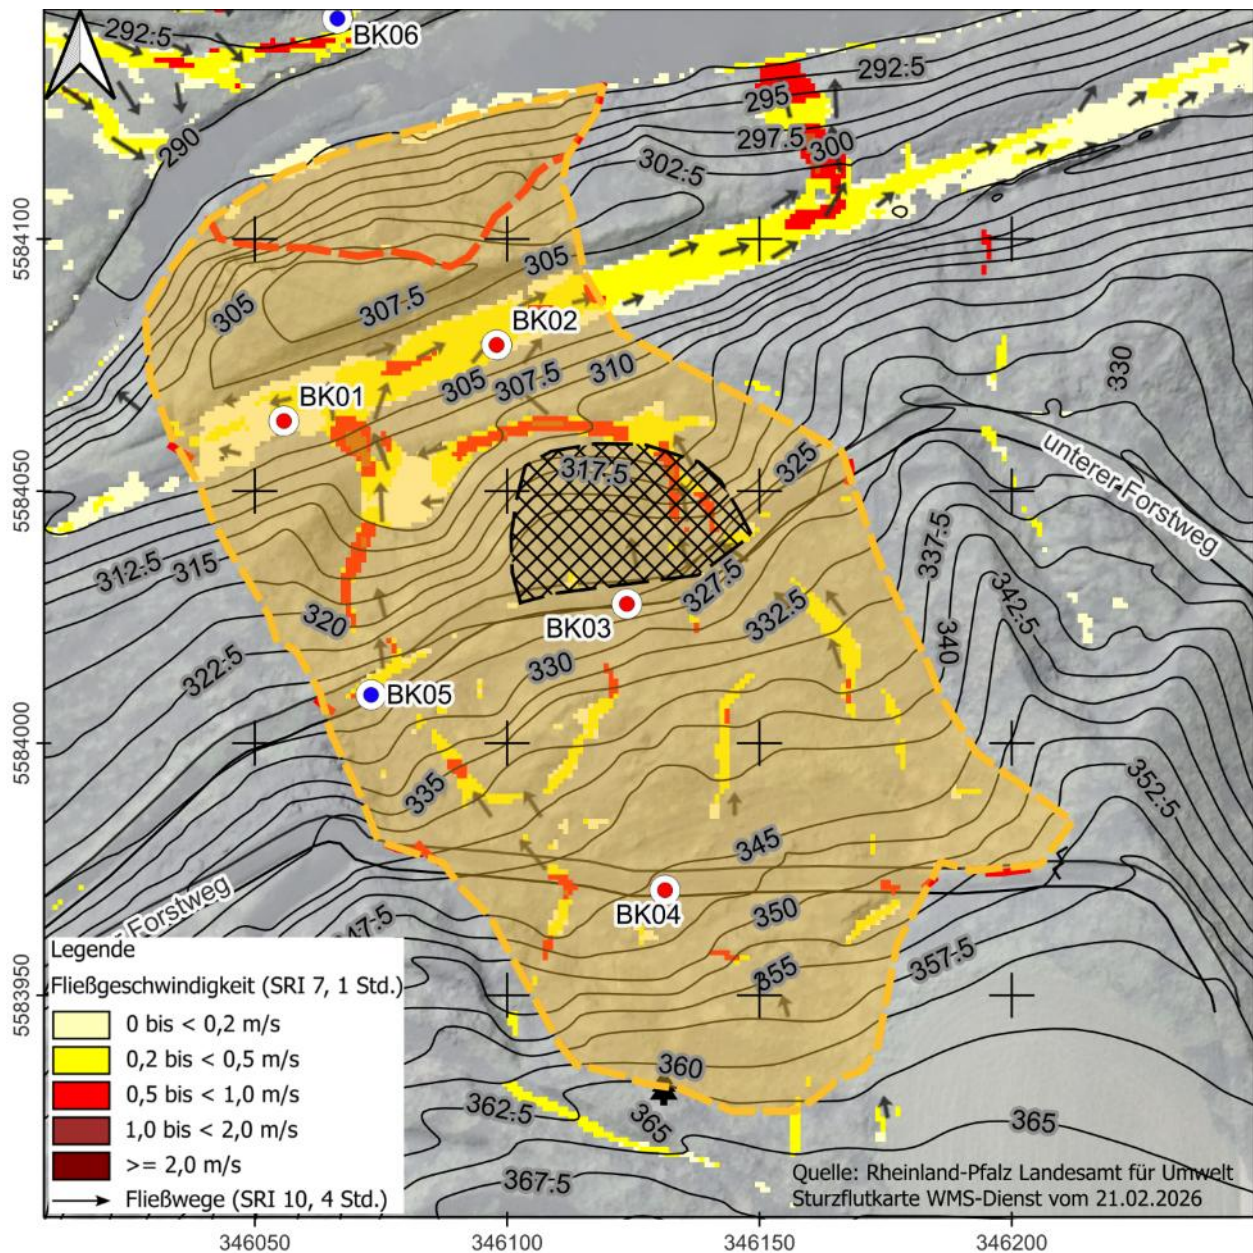 292.5
BK06
292.5
295
290
297.5
300
302.5
5584100
305
305
307.5
BK02
305
307.5
310
330
BK01
unterer Forstweg
317.5
325
5584050
312.5
315
337.5
327.5
342.5
320
BK03
332.5
340
322.5
330
BK05
5584000
335
352.5
345
BK04
350
r Forstweg
347.5
357.5
355
5583950
360
362.5
365
365
367.5
Legende
Fließgeschwindigkeit (SRI 7, 1 Std.)
0 bis < 0,2 m/s
0,2 bis < 0,5 m/s
0,5 bis < 1,0 m/s
1,0 bis < 2,0 m/s
>= 2,0 m/s
Fließwege (SRI 10, 4 Std.)
Quelle: Rheinland-Pfalz Landesamt für Umwelt
Sturzflutkarte WMS-Dienst vom 21.02.2026
346050
346100
346150
346200